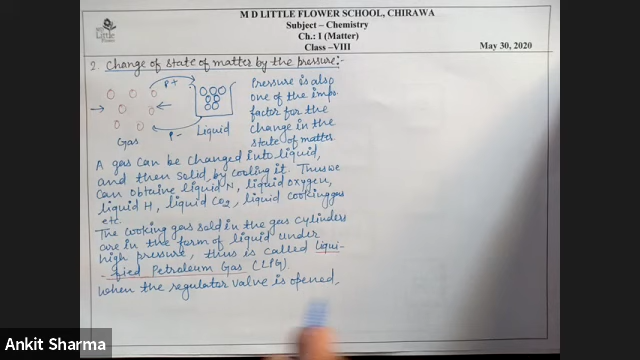 M D LITTLE FLOWER SCHOOL, CHIRAWA
Subject – Chemistry
Ch.: I (Matter)
Class –VIII
May 30, 2020
Little
Flower
2. Change of state of matter by the pressure:-
P+
P-
Gas
Liquid
Pressure is also
one of the impo.
factor for the
change in the
state of matter.
A gas can be changed into liquid,
and then solid, by cooling it. Thus we
can obtaine liquid N, liquid oxygen,
liquid H, liquid CO2, liquid cooking gas
etc.
The cooking gas sold in the gas cylinders
are in the form of liquid under
high pressure, thus is called Liqui-
-fied Petroleum Gas (LPG)
When the regulator valve is opened,
Ankit Sharma